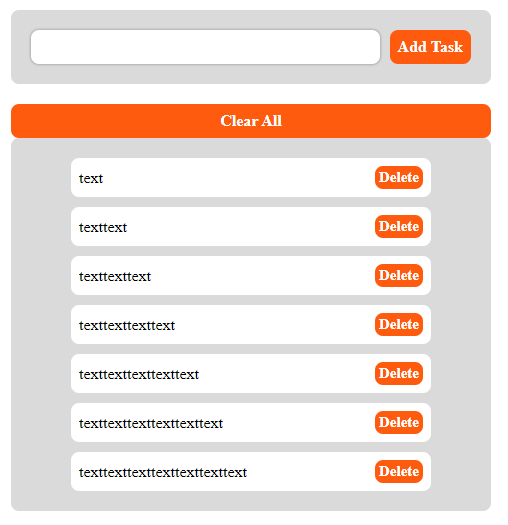 Add Task
Clear All
text Delete
texttext Delete
texttexttext Delete
texttexttexttext Delete
texttexttexttexttext Delete
texttexttexttexttexttext Delete
texttexttexttexttexttexttext Delete